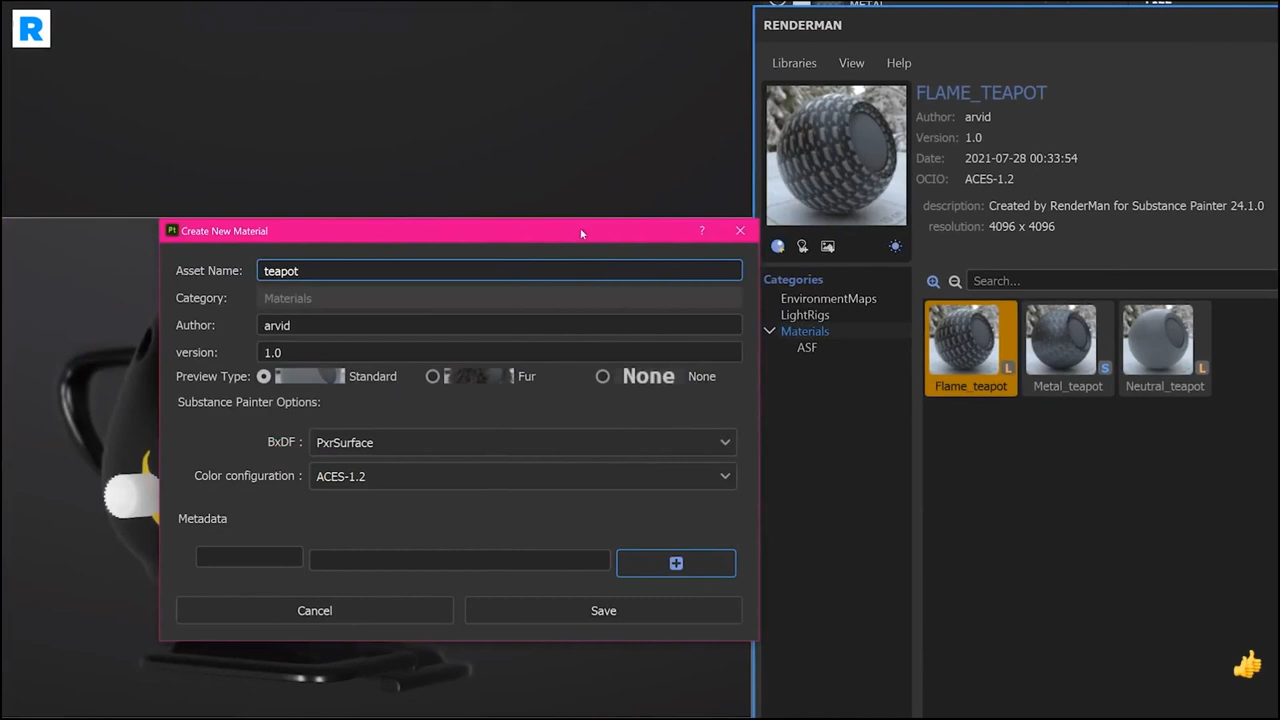 R
METAL
RENDERMAN
Libraries View Help
FLAME_TEAPOT
Author: arvid
Version: 1.0
Date: 2021-07-28 00:33:54
OCIO: ACES-1.2
description: Created by RenderMan for Substance Painter 24.1.0
resolution: 4096 x 4096
Categories
EnvironmentMaps
LightRigs
Materials
ASF
Search...
L
S
L
Flame_teapot
Metal_teapot
Neutral_teapot
Pt Create New Material ?
Asset Name: teapot
Category: Materials
Author: arvid
version: 1.0
Preview Type: Standard Fur None None
Substance Painter Options:
BxDF : PxrSurface
Color configuration : ACES-1.2
Metadata
Cancel Save